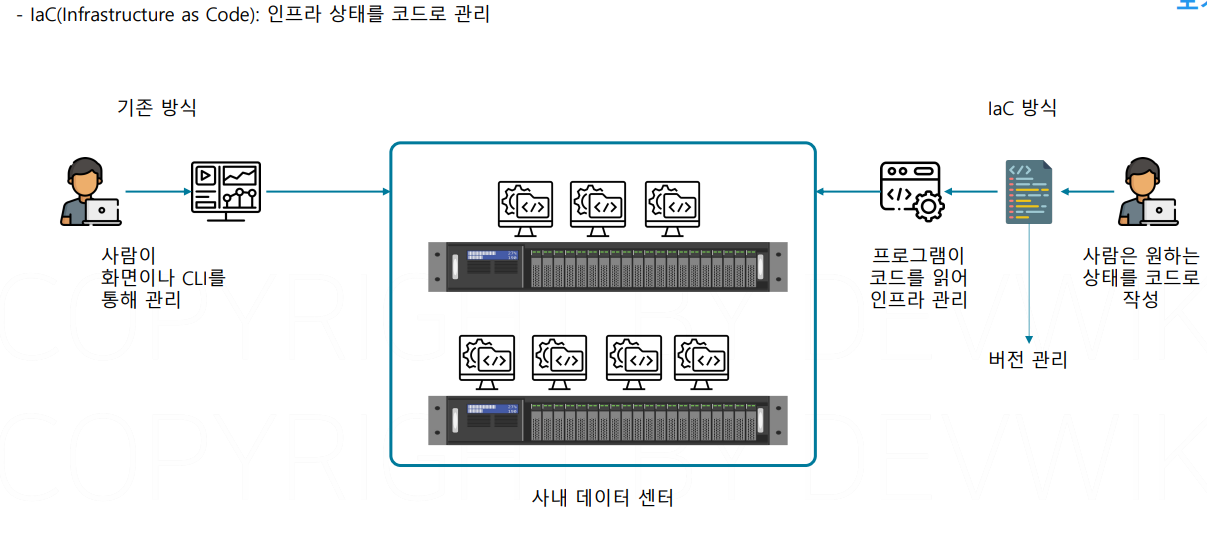 - IaC(Infrastructure as Code): 인프라 상태를 코드로 관리
기존 방식
IaC 방식
사람이
화면이나 CLI를
통해 관리
프로그램이
코드를 읽어
인프라 관리
사람은 원하는
상태를 코드로
작성
버전 관리
사내 데이터 센터
COPYRIGHT BY DEVWIK
COPYRIGHT BY DEVWIK